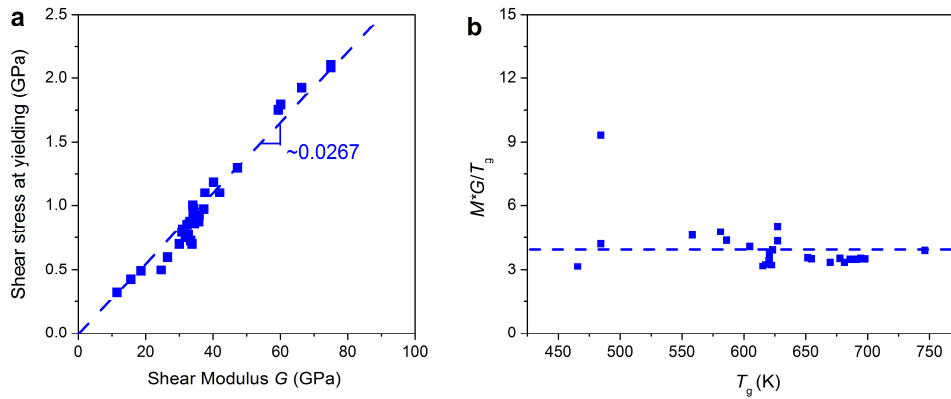 a
2.5
2.0
1.5
1.0
0.5
0.0
Shear stress at yielding (GPa)
~0.0267
0 20 40 60 80 100
Shear Modulus G (GPa)
b
15
12
9
6
3
0
M*G/Tg
450 500 550 600 650 700 750
Tg (K)